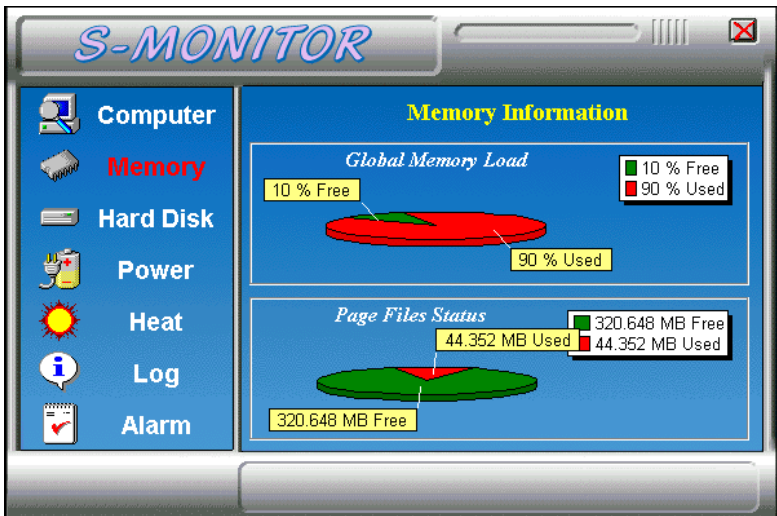 S-MONITOR
Computer
Memory
Hard Disk
Power
Heat
Log
Alarm
Memory Information
Global Memory Load
10 % Free
90 % Used
10 % Free
90 % Used
Page Files Status
320.648 MB Free
44.352 MB Used
44.352 MB Used
320.648 MB Free